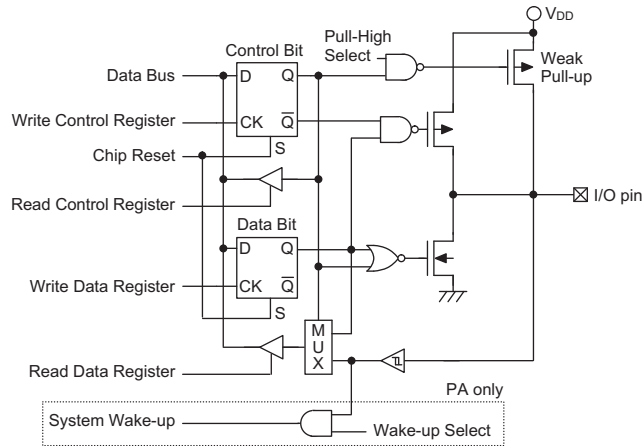 VDD
Pull-High
Select
Control Bit
Weak
Pull-up
Data Bus
D
Q
Write Control Register
CK
Q
Chip Reset
S
I/O pin
Read Control Register
Data Bit
D
Q
Write Data Register
CK
Q
S
M
U
X
Read Data Register
PA only
System Wake-up
Wake-up Select